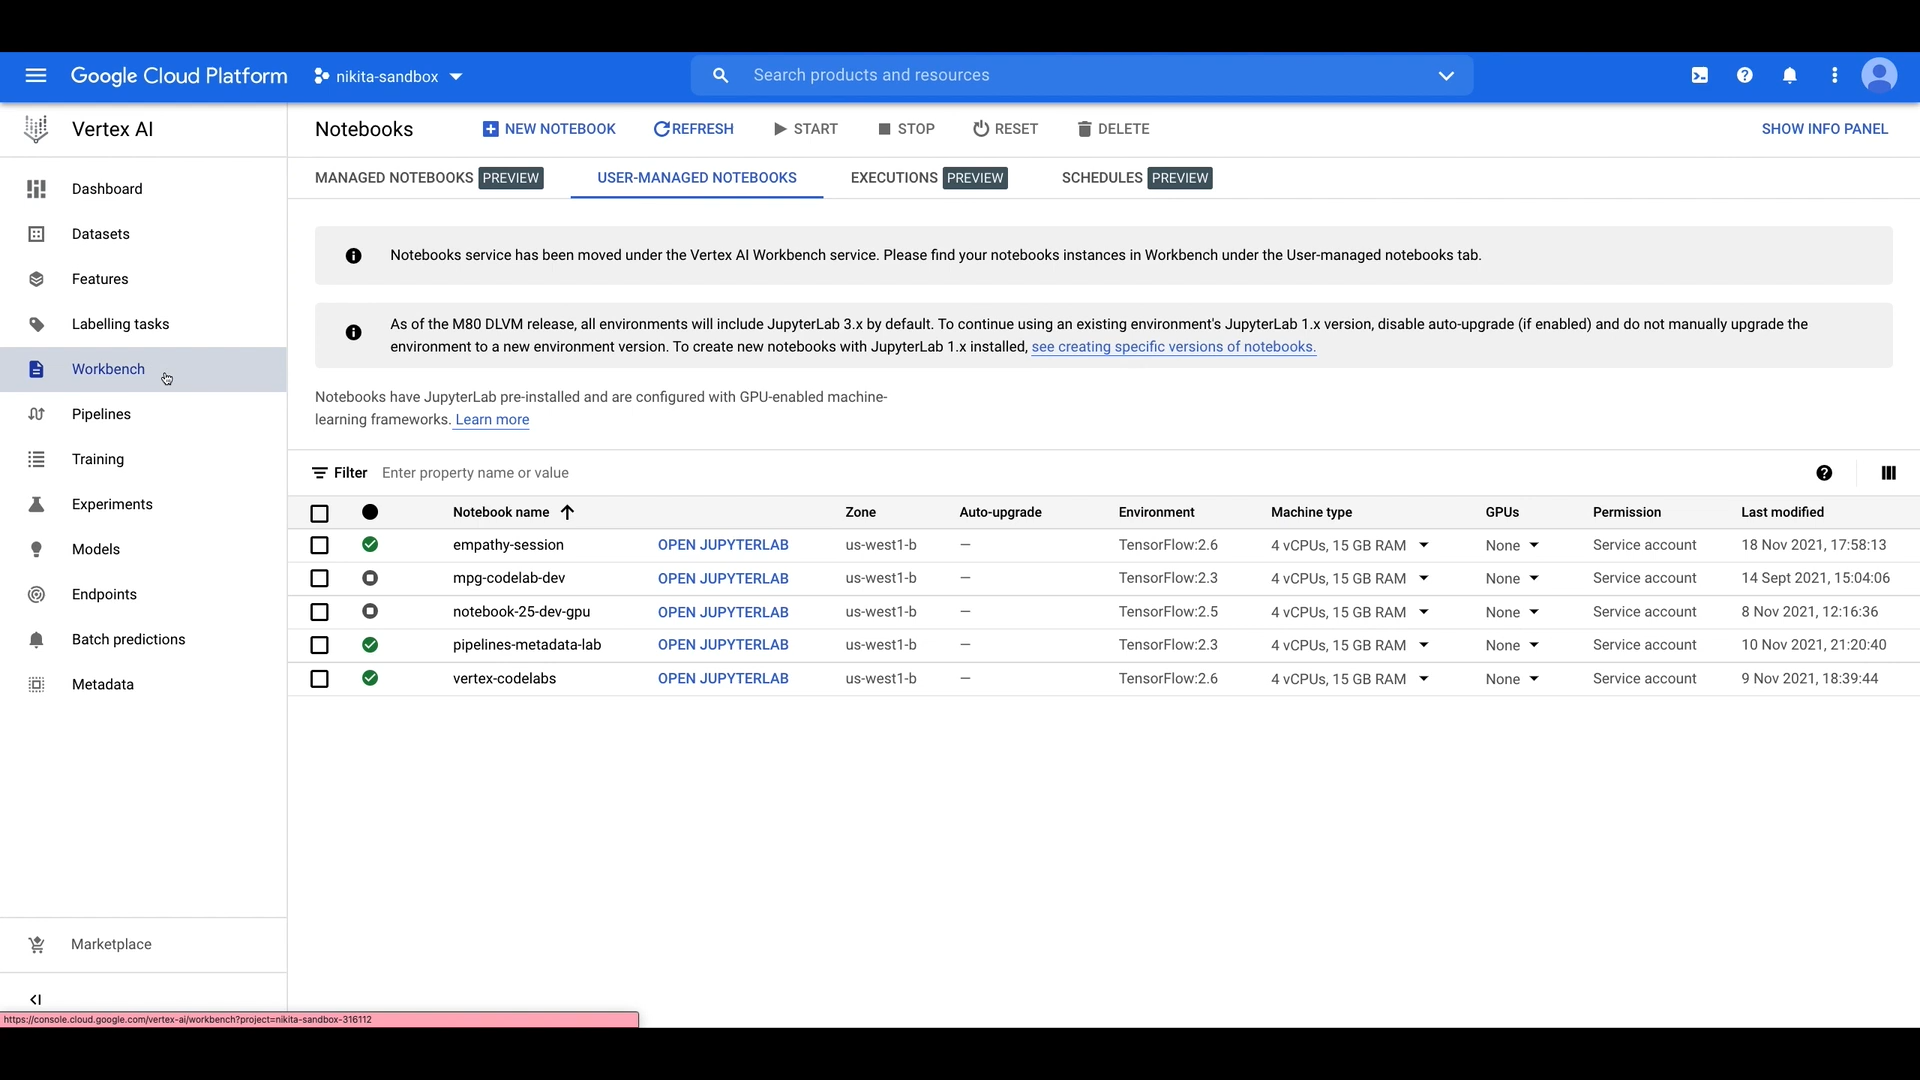 Google Cloud Platform
nikita-sandbox
Search products and resources
Vertex AI
Notebooks
NEW NOTEBOOK
REFRESH
START
STOP
RESET
DELETE
SHOW INFO PANEL
MANAGED NOTEBOOKS PREVIEW
USER-MANAGED NOTEBOOKS
EXECUTIONS PREVIEW
SCHEDULES PREVIEW
Dashboard
Datasets
Features
Labelling tasks
Workbench
Pipelines
Training
Experiments
Models
Endpoints
Batch predictions
Metadata
Marketplace
Notebooks service has been moved under the Vertex AI Workbench service. Please find your notebooks instances in Workbench under the User-managed notebooks tab.
As of the M80 DLVM release, all environments will include JupyterLab 3.x by default. To continue using an existing environment's JupyterLab 1.x version, disable auto-upgrade (if enabled) and do not manually upgrade the
environment to a new environment version. To create new notebooks with JupyterLab 1.x installed, see creating specific versions of notebooks.
Notebooks have JupyterLab pre-installed and are configured with GPU-enabled machine-
learning frameworks. Learn more
Filter Enter property name or value
Notebook name Zone Auto-upgrade Environment Machine type GPUs Permission Last modified
empathy-session OPEN JUPYTERLAB us-west1-b — TensorFlow:2.6 4 vCPUs, 15 GB RAM None Service account 18 Nov 2021, 17:58:13
mpg-codelab-dev OPEN JUPYTERLAB us-west1-b — TensorFlow:2.3 4 vCPUs, 15 GB RAM None Service account 14 Sept 2021, 15:04:06
notebook-25-dev-gpu OPEN JUPYTERLAB us-west1-b — TensorFlow:2.5 4 vCPUs, 15 GB RAM None Service account 8 Nov 2021, 12:16:36
pipelines-metadata-lab OPEN JUPYTERLAB us-west1-b — TensorFlow:2.3 4 vCPUs, 15 GB RAM None Service account 10 Nov 2021, 21:20:40
vertex-codelabs OPEN JUPYTERLAB us-west1-b — TensorFlow:2.6 4 vCPUs, 15 GB RAM None Service account 9 Nov 2021, 18:39:44
https://console.cloud.google.com/vertex-ai/workbench?project=nikita-sandbox-316112